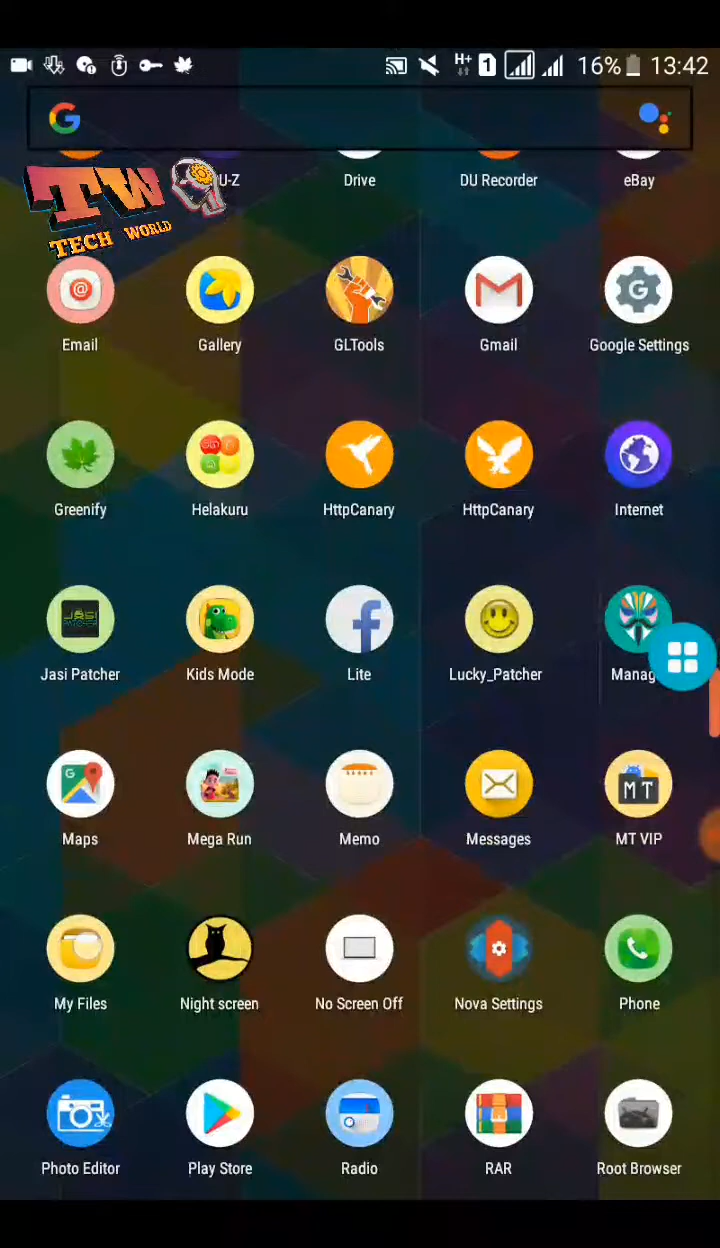 H+ 1 16% 13:42
G
U-Z Drive DU Recorder eBay
TW
TECH WORLD
Email Gallery GLTools Gmail Google Settings
Greenify Helakuru HttpCanary HttpCanary Internet
JASI
Jasi Patcher Kids Mode Lite Lucky_Patcher Manag
G
MT
Maps Mega Run Memo Messages MT VIP
My Files Night screen No Screen Off Nova Settings Phone
Photo Editor Play Store Radio RAR Root Browser